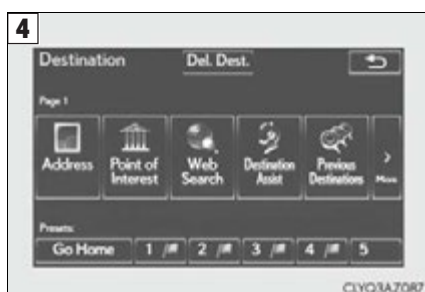 4
Destination Del. Dest.
Page 1
Address Point of Interest Web Search Destination Assist Previous Destinations More
Presets:
Go Home 1 2 3 4 5
CLYQ3AZ087